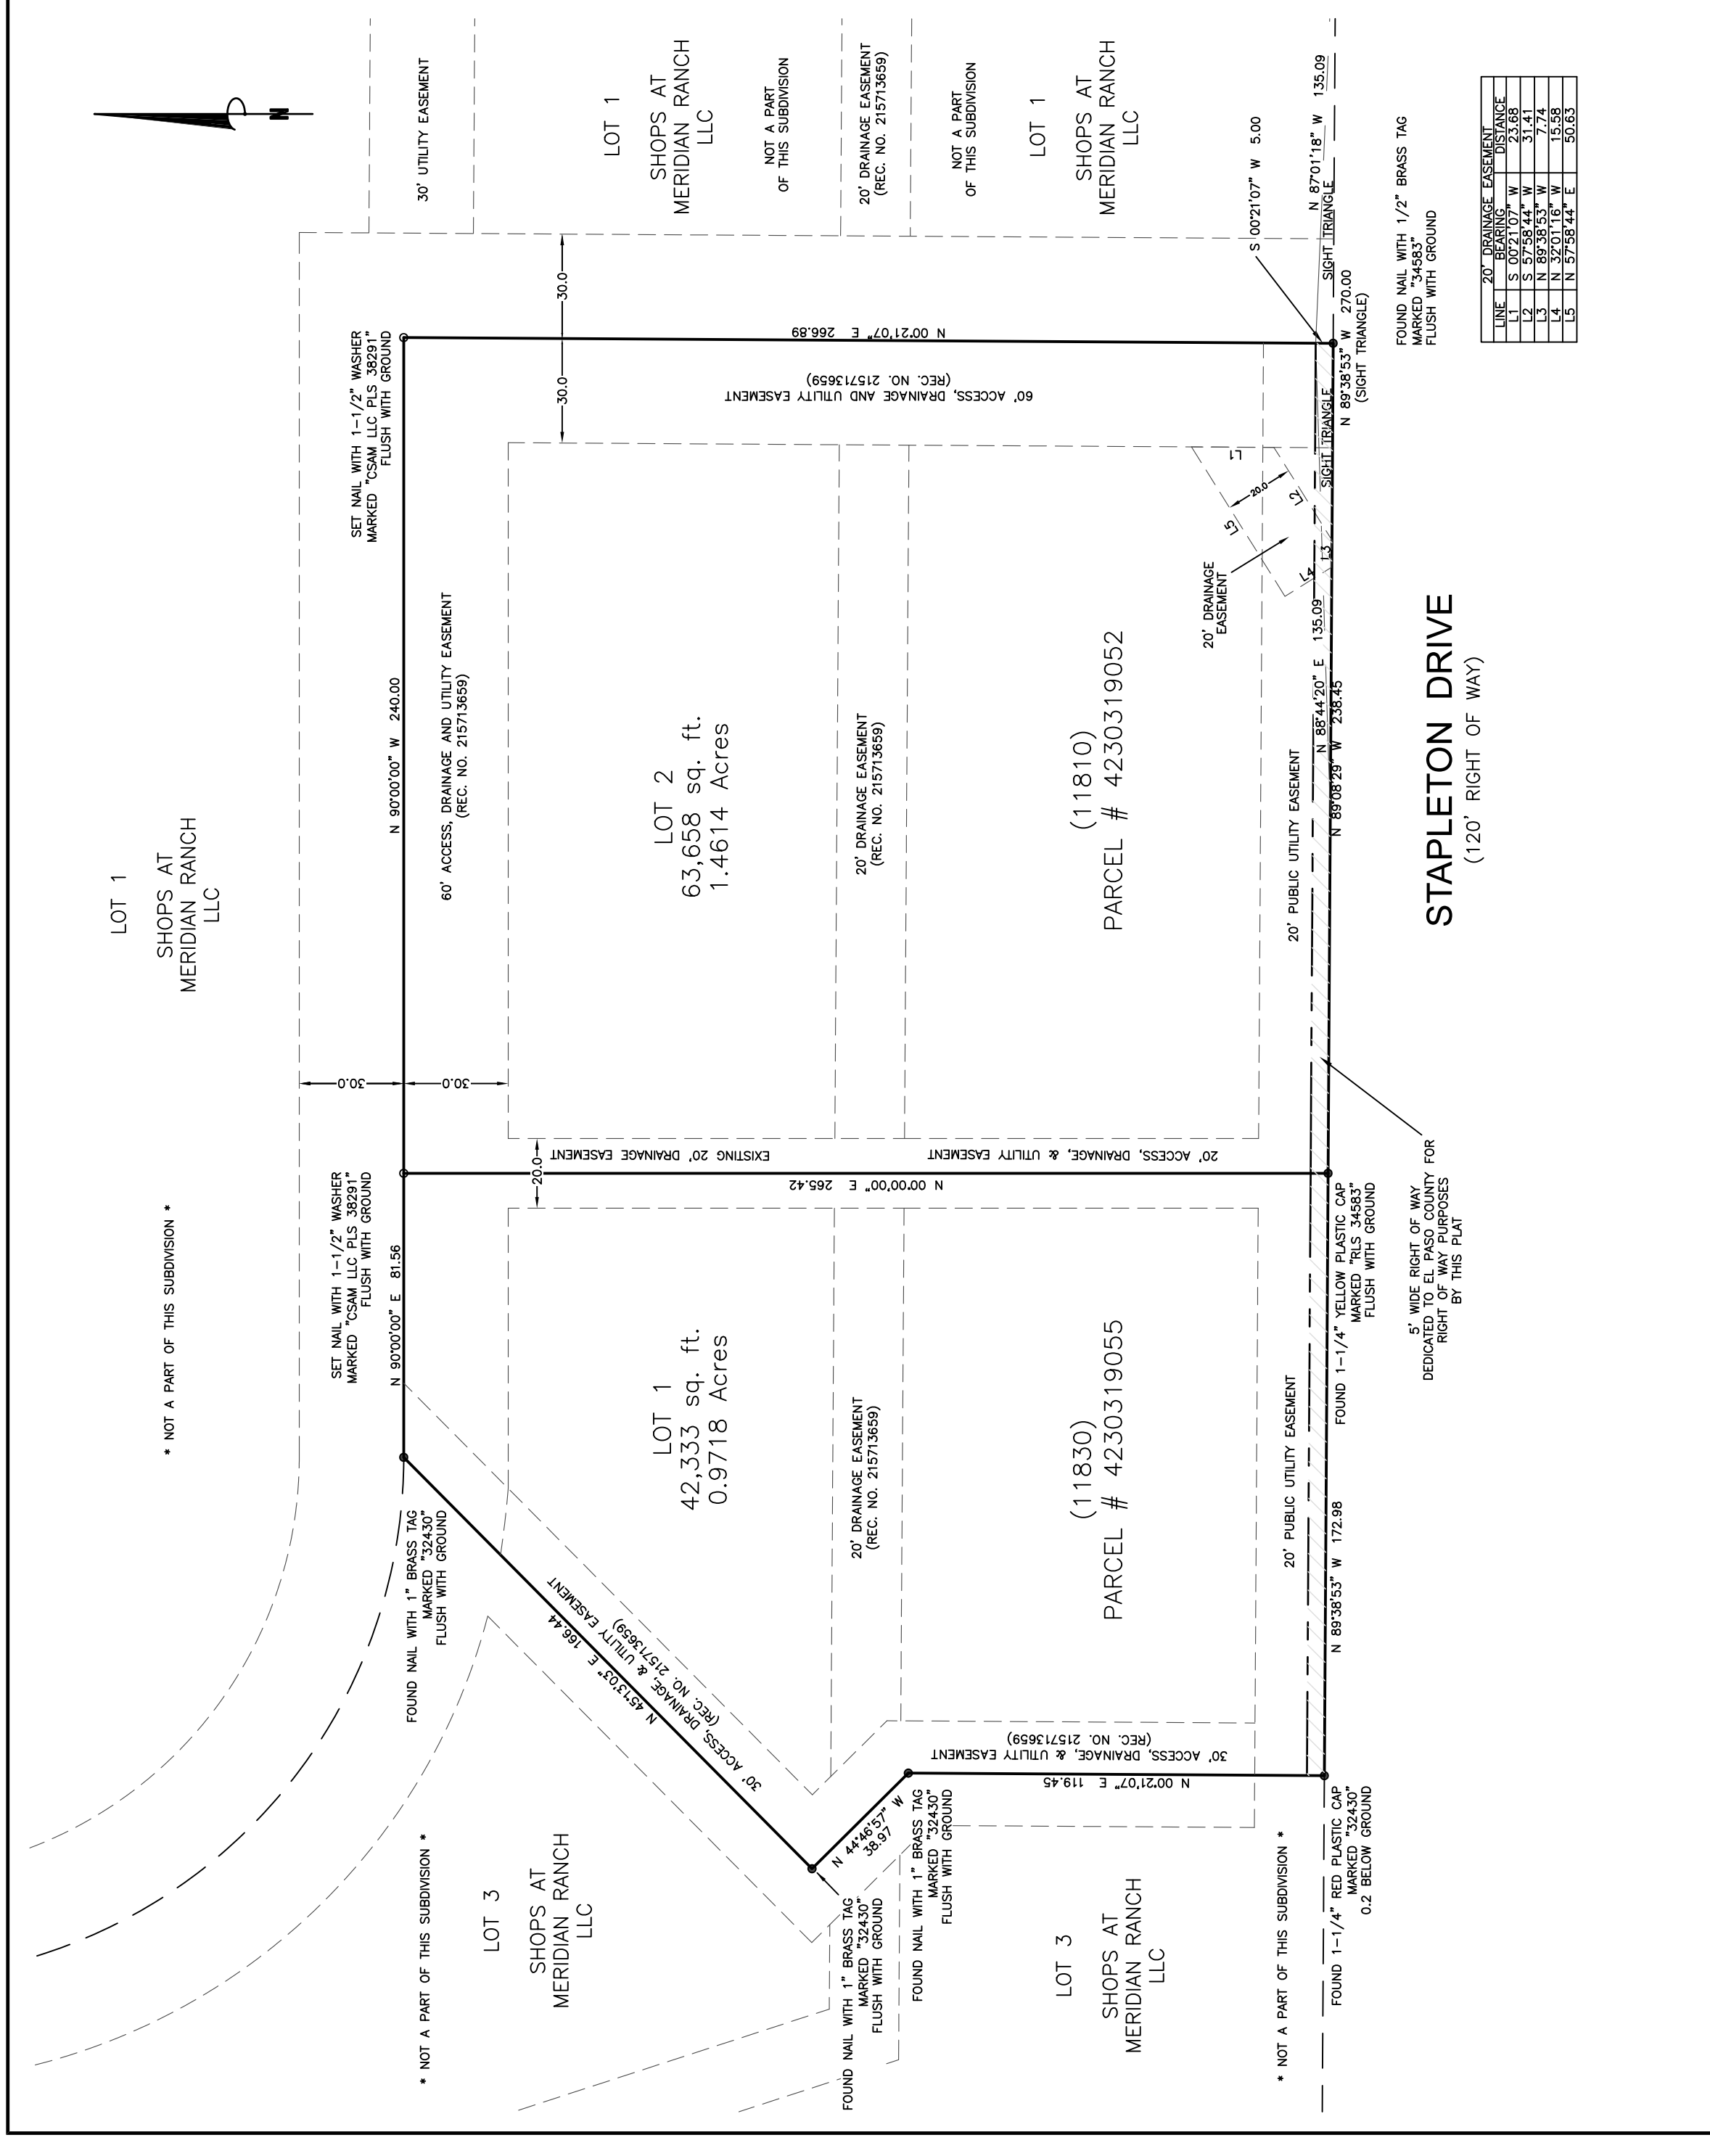 LOT 1
SHOPS AT
MERIDIAN RANCH
LLC
* NOT A PART OF THIS SUBDIVISION *
N
30' UTILITY EASEMENT
LOT 1
SHOPS AT
MERIDIAN RANCH
LLC
NOT A PART
OF THIS SUBDIVISION
20' DRAINAGE EASEMENT
(REC. NO. 215713659)
NOT A PART
OF THIS SUBDIVISION
LOT 1
SHOPS AT
MERIDIAN RANCH
LLC
SET NAIL WITH 1-1/2" WASHER
MARKED "CSAM LLC PLS 38291"
FLUSH WITH GROUND
SET NAIL WITH 1-1/2" WASHER
MARKED "CSAM LLC PLS 38291"
FLUSH WITH GROUND
N 90°00'00" E 81.56
N 90°00'00" W 240.00
30.0
30.0
30.0
30.0
20.0
60' ACCESS, DRAINAGE AND UTILITY EASEMENT
(REC. NO. 215713659)
N 00°21'07" E 266.89
60' ACCESS, DRAINAGE AND UTILITY EASEMENT
(REC. NO. 215713659)
FOUND NAIL WITH 1" BRASS TAG
MARKED "32430"
FLUSH WITH GROUND
N 45°13'03" E 166.44
30' ACCESS, DRAINAGE, & UTILITY EASEMENT
(REC. NO. 215713659)
* NOT A PART OF THIS SUBDIVISION *
LOT 3
SHOPS AT
MERIDIAN RANCH
LLC
LOT 1
42,333 sq. ft.
0.9718 Acres
EXISTING 20' DRAINAGE EASEMENT
20' ACCESS, DRAINAGE, & UTILITY EASEMENT
N 00°00'00" E 265.42
LOT 2
63,658 sq. ft.
1.4614 Acres
20' DRAINAGE EASEMENT
(REC. NO. 215713659)
20' DRAINAGE EASEMENT
(REC. NO. 215713659)
N 44°46'57" W
38.97
FOUND NAIL WITH 1" BRASS TAG
MARKED "32430"
FLUSH WITH GROUND
FOUND NAIL WITH 1" BRASS TAG
MARKED "32430"
FLUSH WITH GROUND
30' ACCESS, DRAINAGE, & UTILITY EASEMENT
(REC. NO. 215713659)
N 00°21'07" E 119.45
LOT 3
SHOPS AT
MERIDIAN RANCH
LLC
* NOT A PART OF THIS SUBDIVISION *
(11830)
PARCEL # 4230319055
(11810)
PARCEL # 4230319052
20' DRAINAGE
EASEMENT
L1
L2
L3
L4
L5
20.0
20' PUBLIC UTILITY EASEMENT
20' PUBLIC UTILITY EASEMENT
S 00°21'07" W 5.00
N 87°01'18" W 135.09
SIGHT TRIANGLE
SIGHT TRIANGLE
N 88°44'20" E 135.09
N 89°08'29" W 238.45
N 89°38'53" W 270.00
(SIGHT TRIANGLE)
N 89°38'53" W 172.98
FOUND 1-1/4" RED PLASTIC CAP
MARKED "32430"
0.2 BELOW GROUND
FOUND 1-1/4" YELLOW PLASTIC CAP
MARKED "RLS 34583"
FLUSH WITH GROUND
FOUND NAIL WITH 1/2" BRASS TAG
MARKED "34583"
FLUSH WITH GROUND
5' WIDE RIGHT OF WAY
DEDICATED TO EL PASO COUNTY FOR
RIGHT OF WAY PURPOSES
BY THIS PLAT
STAPLETON DRIVE
(120' RIGHT OF WAY)
20' DRAINAGE EASEMENT
LINE BEARING DISTANCE
L1 S 00°21'07" W 23.68
L2 S 57°58'44" W 31.41
L3 N 89°38'53" W 7.74
L4 N 32°01'16" W 15.58
L5 N 57°58'44" E 50.63